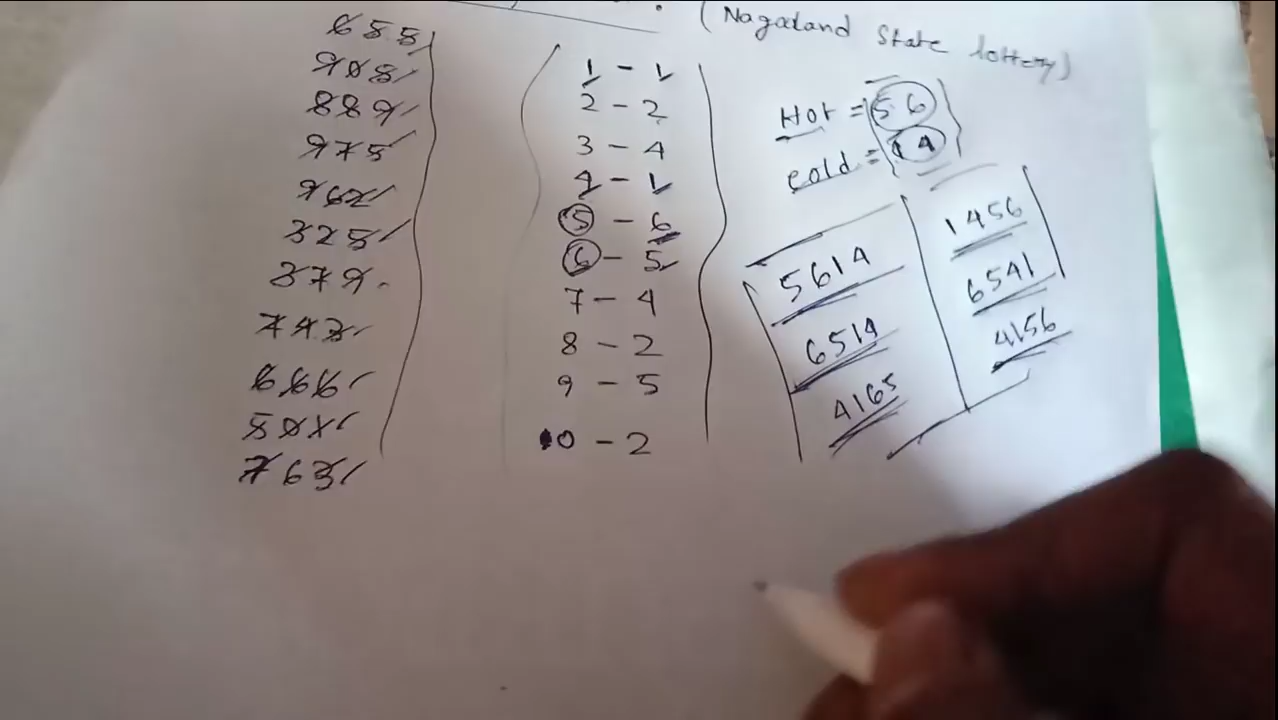 (Nagaland State lottery)
655
908
889
975
962
325
379.
743
666
501
763
1 - 1
2 - 2
3 - 4
4 - 1
5 - 6
6 - 5
7 - 4
8 - 2
9 - 5
0 - 2
Hot = 56
cold = 14
5614
6514
4165
1456
6541
4156